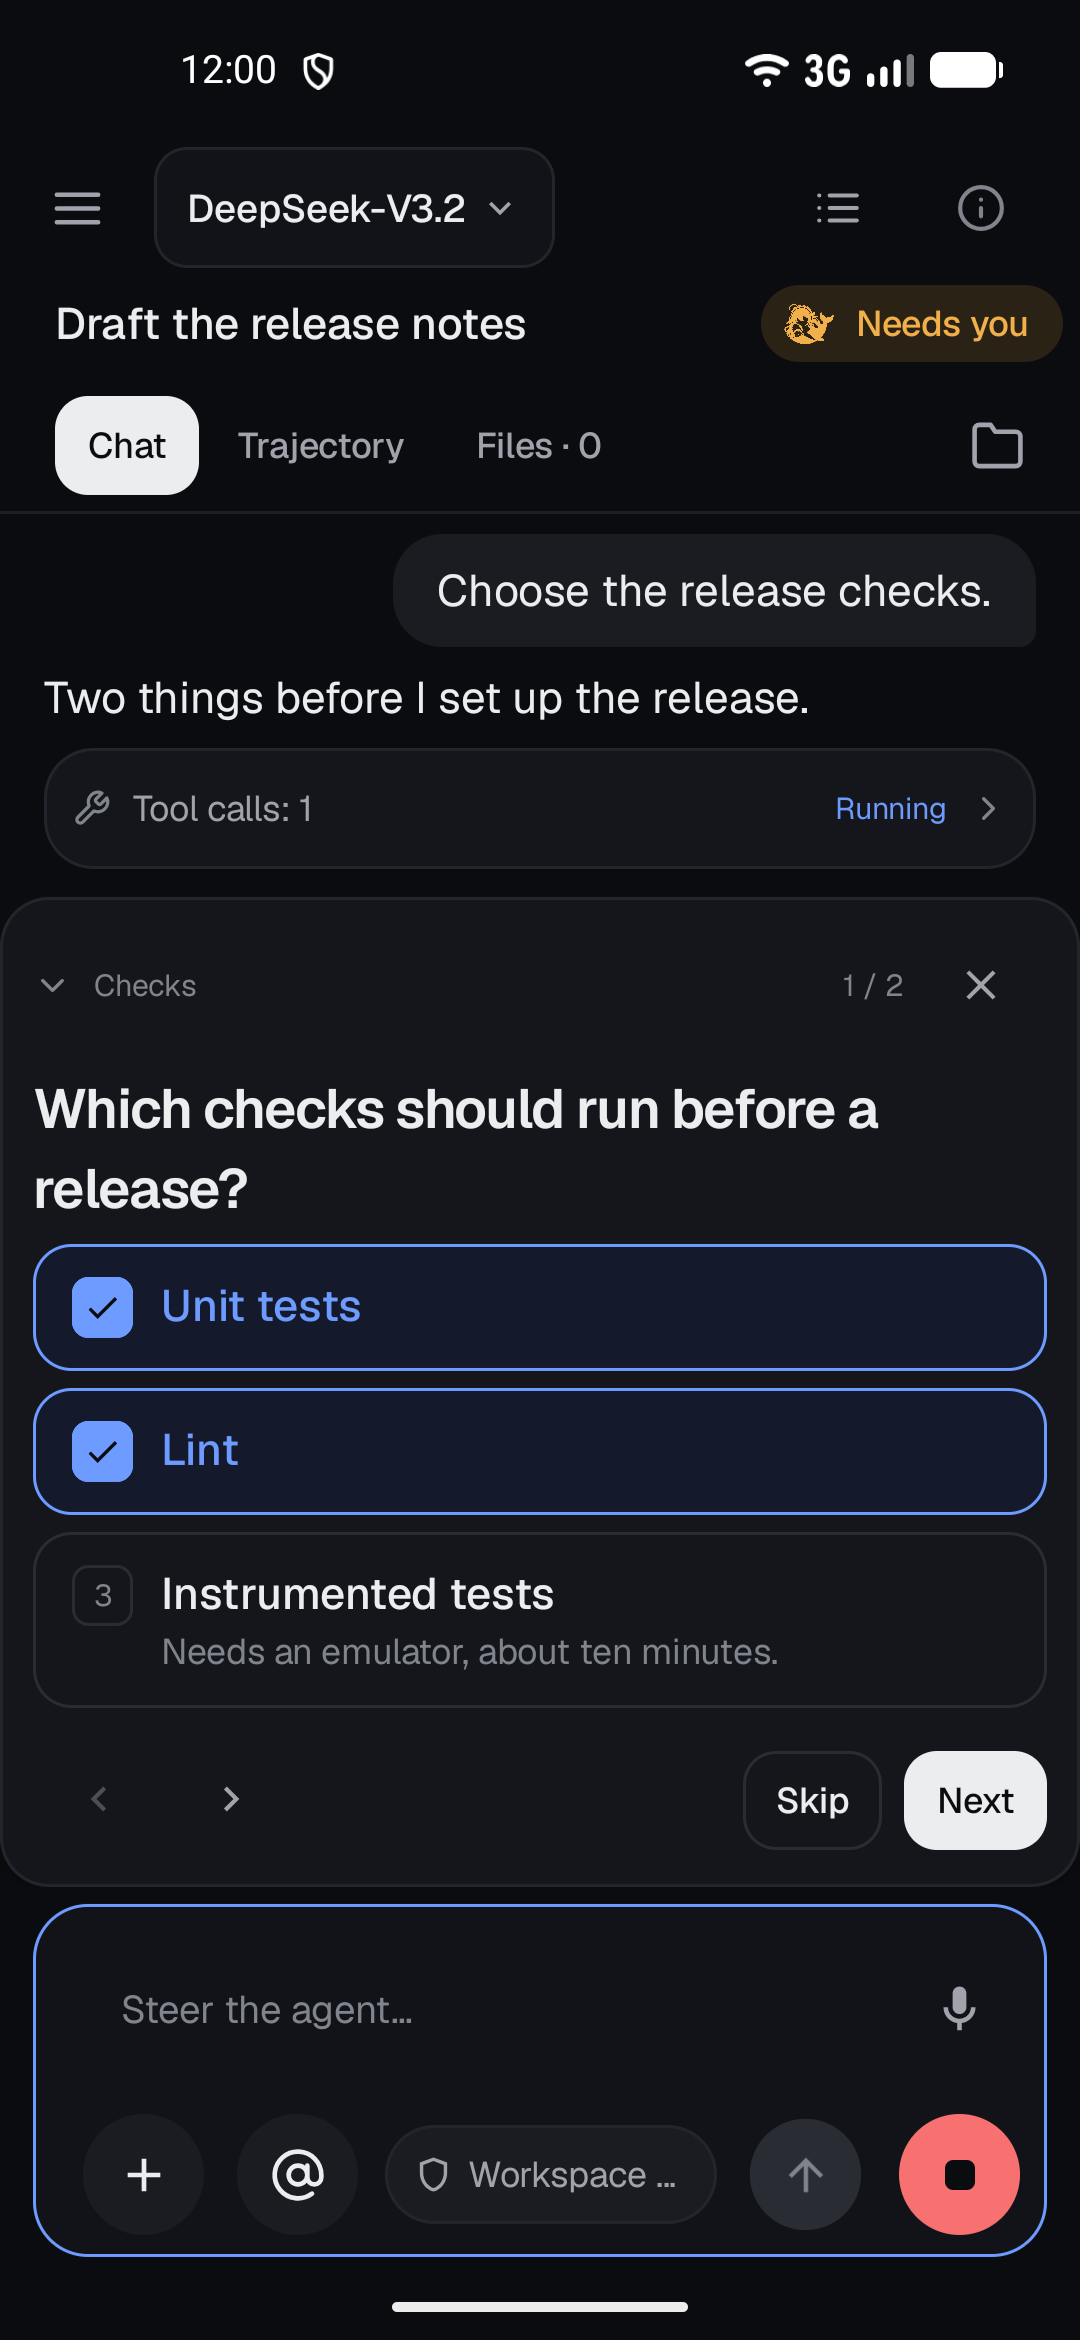 12:00
3G
DeepSeek-V3.2
Draft the release notes
Needs you
Chat
Trajectory
Files · 0
Choose the release checks.
Two things before I set up the release.
Tool calls: 1
Running
Checks
1 / 2
Which checks should run before a
release?
Unit tests
Lint
3
Instrumented tests
Needs an emulator, about ten minutes.
Skip
Next
Steer the agent…
Workspace …